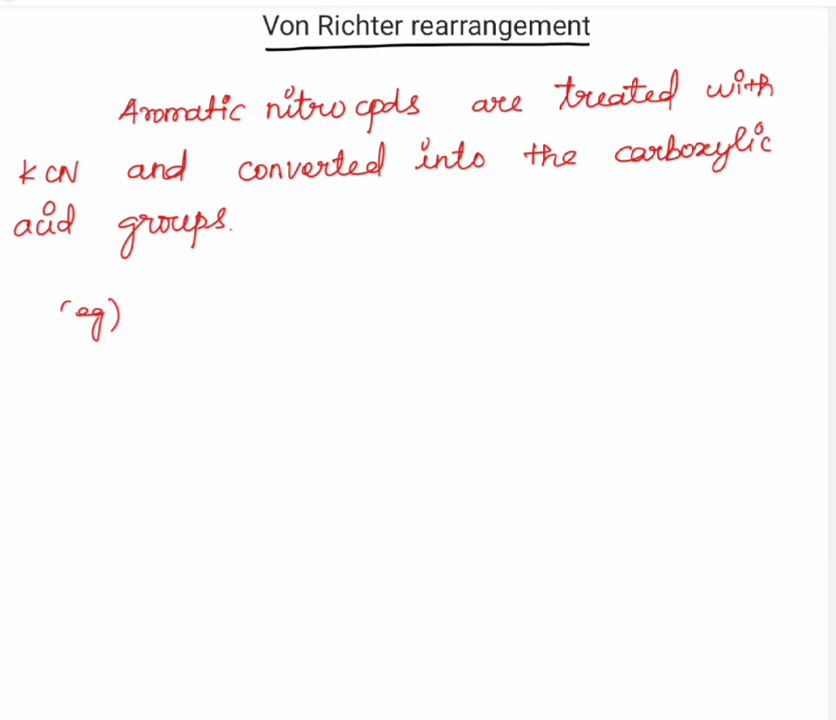 Von Richter rearrangement
Aromatic nitro cpds are treated with
KCN and converted into the carboxylic
acid groups.
(eg)